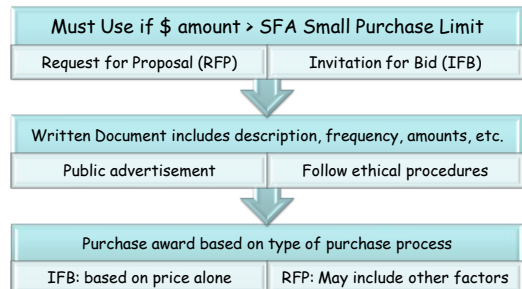 Must Use if $ amount > SFA Small Purchase Limit
Request for Proposal (RFP)
Invitation for Bid (IFB)
Written Document includes description, frequency, amounts, etc.
Public advertisement
Follow ethical procedures
Purchase award based on type of purchase process
IFB: based on price alone
RFP: May include other factors